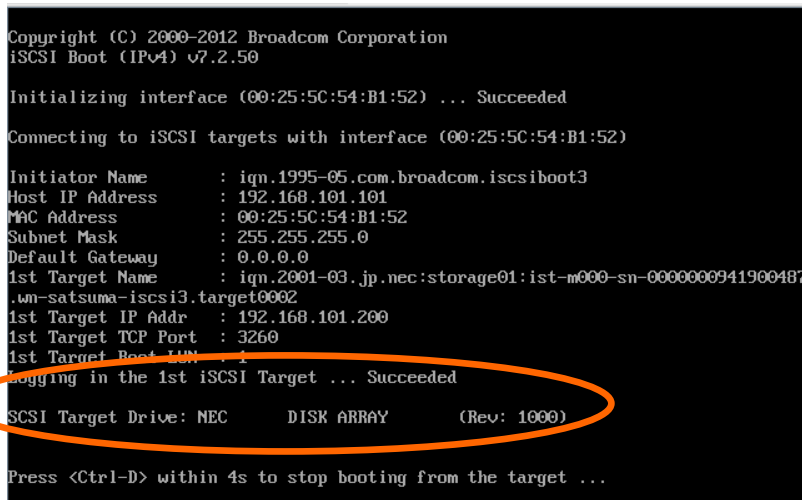 Copyright (C) 2000-2012 Broadcom Corporation
iSCSI Boot (IPv4) v7.2.50
Initializing interface (00:25:5C:54:B1:52) ... Succeeded
Connecting to iSCSI targets with interface (00:25:5C:54:B1:52)
Initiator Name : iqn.1995-05.com.broadcom.iscsiboot3
Host IP Address : 192.168.101.101
MAC Address : 00:25:5C:54:B1:52
Subnet Mask : 255.255.255.0
Default Gateway : 0.0.0.0
1st Target Name : iqn.2001-03.jp.nec:storage01:ist-m000-sn-0000000941900487
.wn-satsuma-iscsi3.target0002
1st Target IP Addr : 192.168.101.200
1st Target TCP Port : 3260
1st Target Boot LUN : 1
Logging in the 1st iSCSI Target ... Succeeded
SCSI Target Drive: NEC DISK ARRAY (Rev: 1000)
Press <Ctrl-D> within 4s to stop booting from the target ...